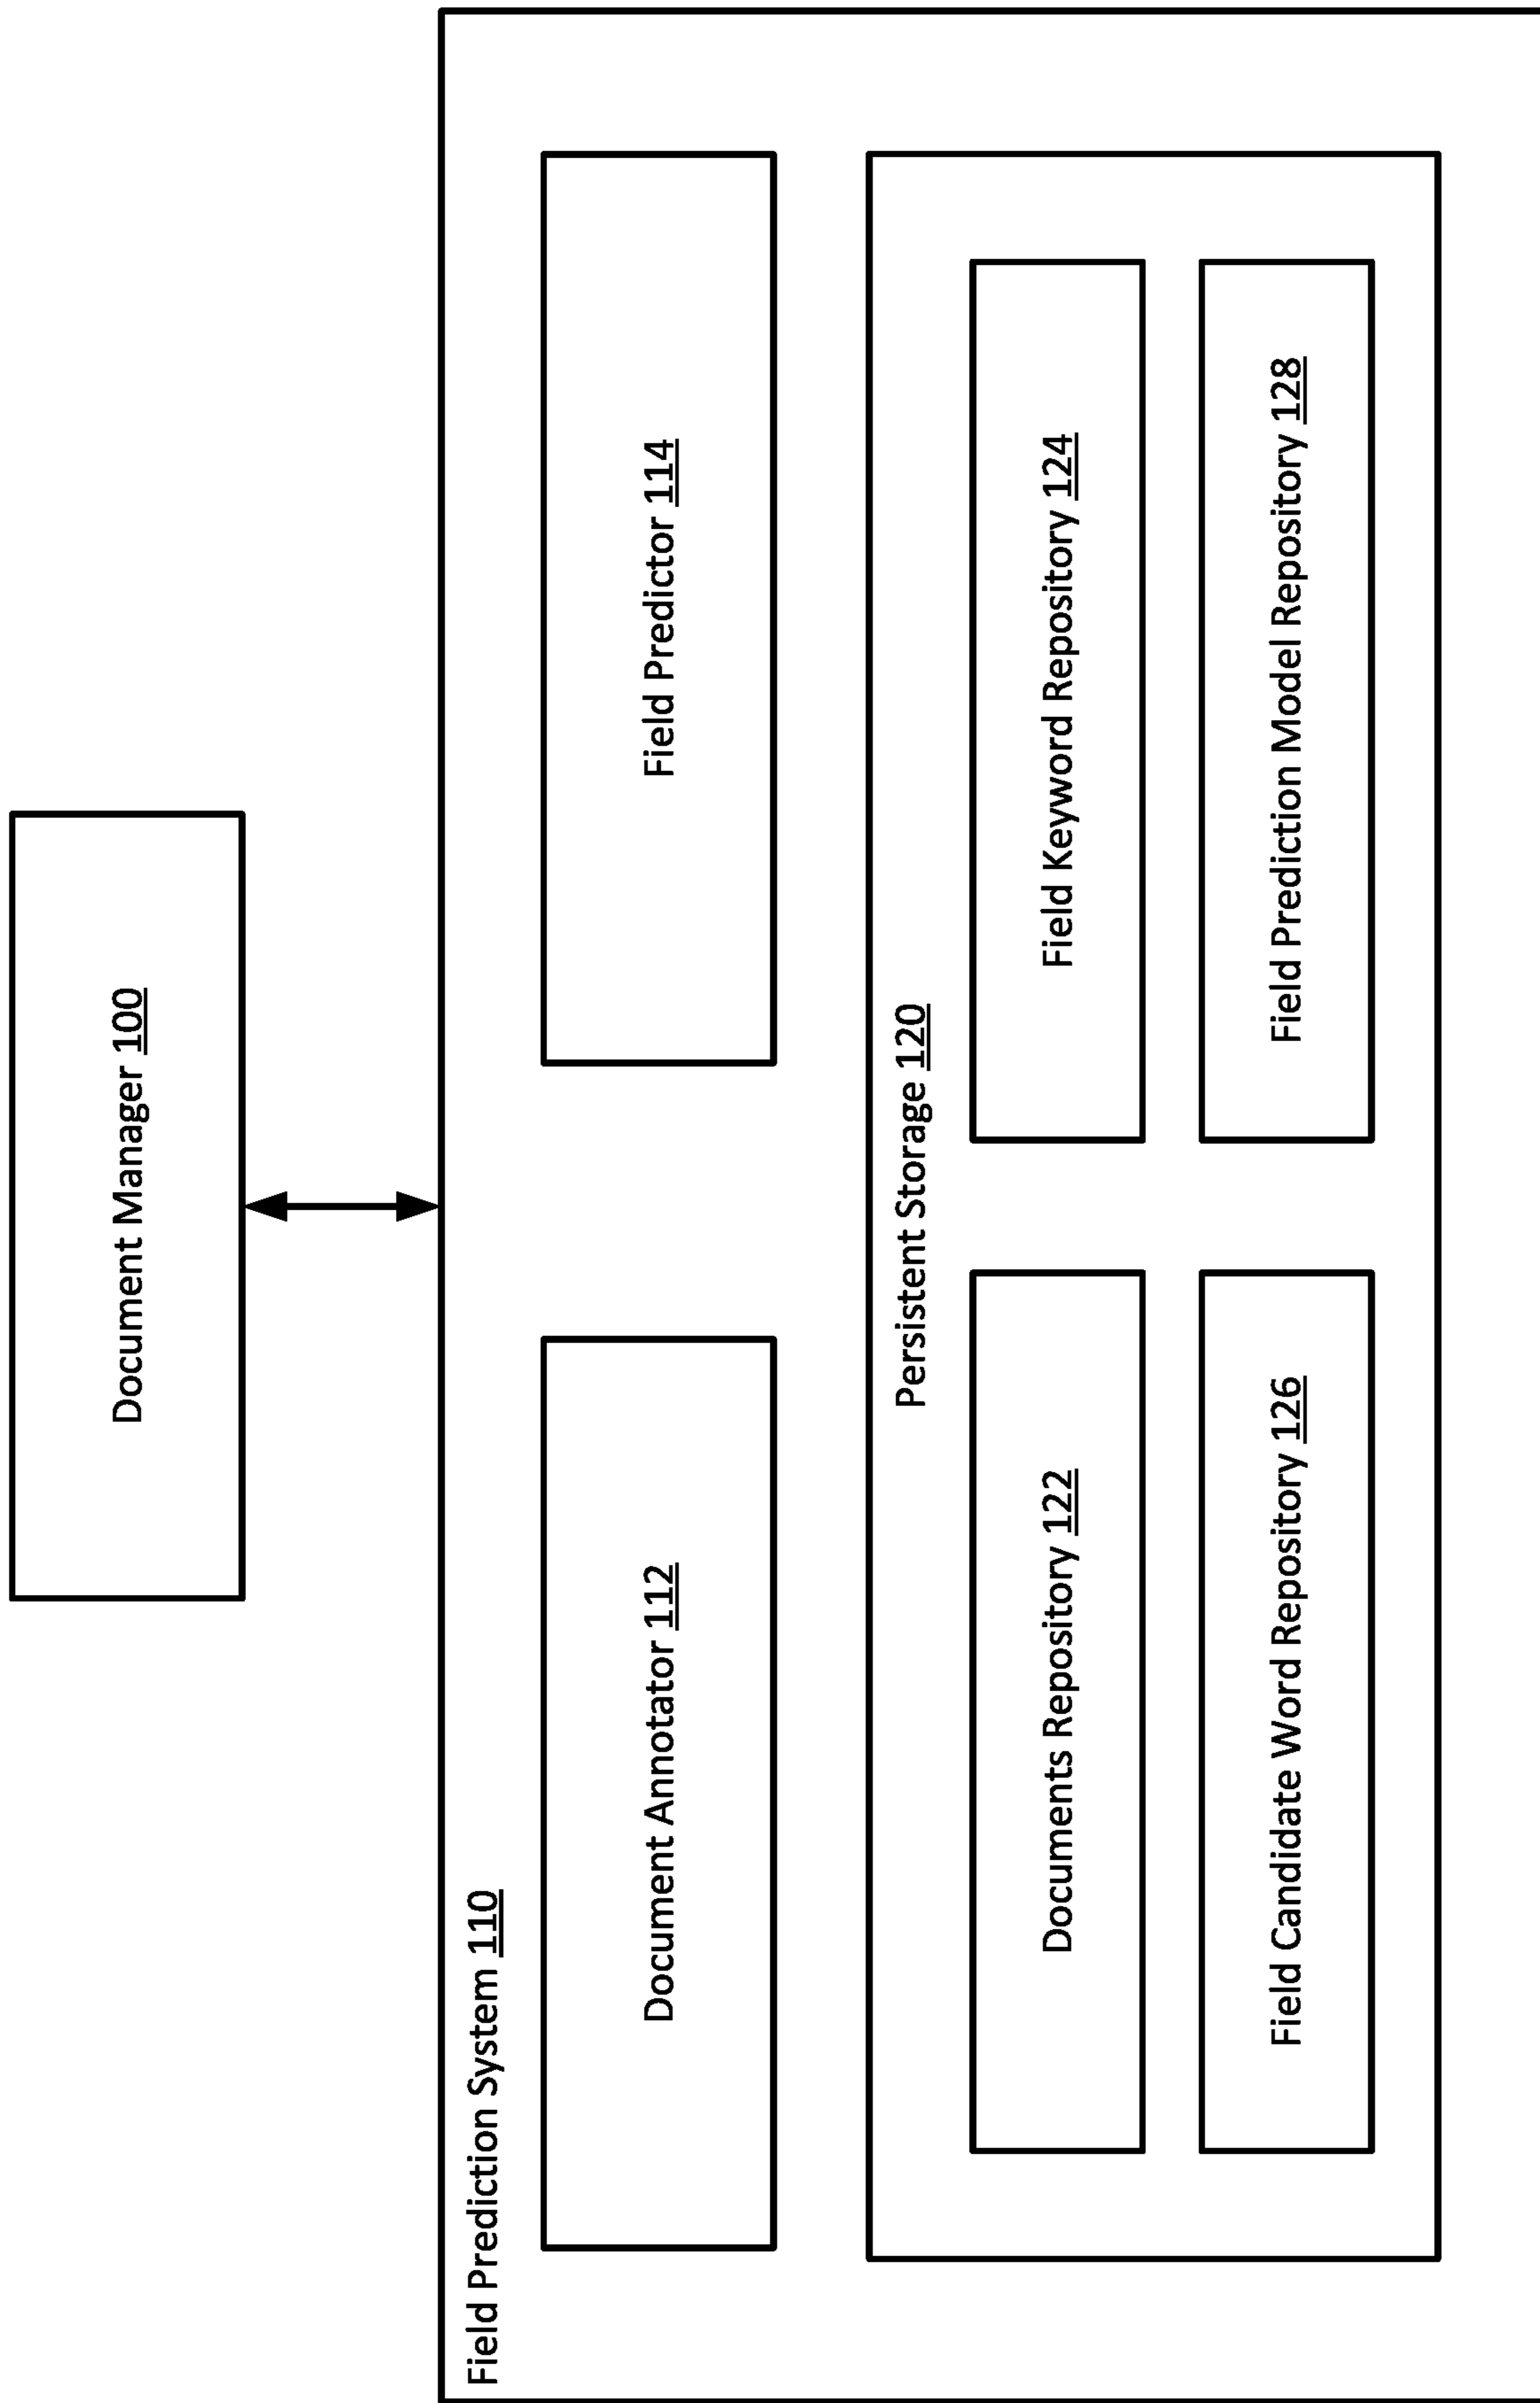 Document Manager 100
Field Prediction System 110
Document Annotator 112
Field Predictor 114
Persistent Storage 120
Documents Repository 122
Field Keyword Repository 124
Field Candidate Word Repository 126
Field Prediction Model Repository 128